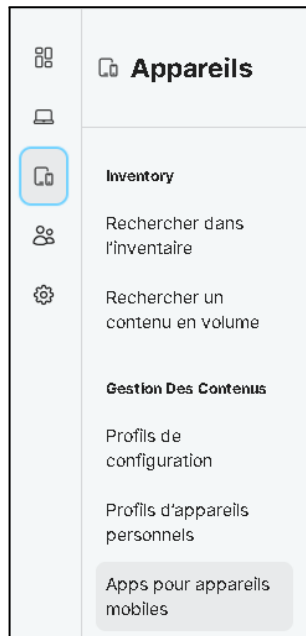 Appareils
Inventory
Rechercher dans
l'inventaire
Rechercher un
contenu en volume
Gestion Des Contenus
Profils de
configuration
Profils d'appareils
personnels
Apps pour appareils
mobiles